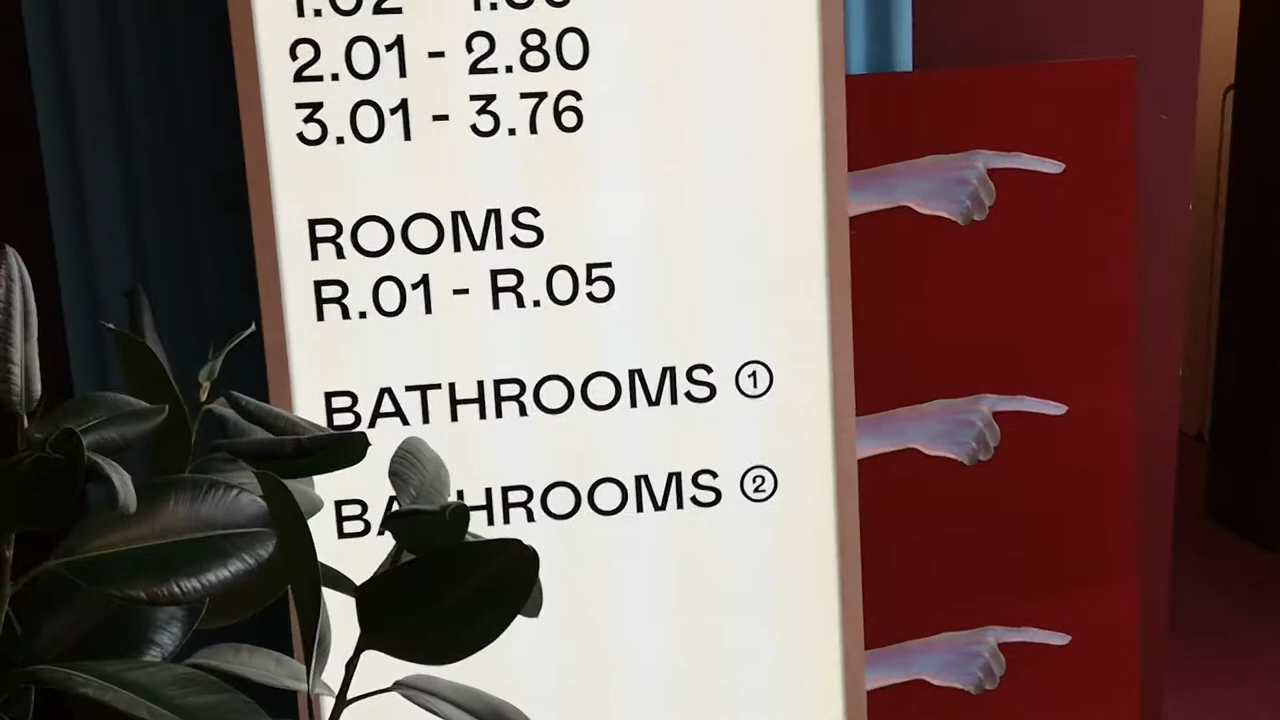 2.01 - 2.80
3.01 - 3.76
ROOMS
R.01 - R.05
BATHROOMS ①
BATHROOMS ②